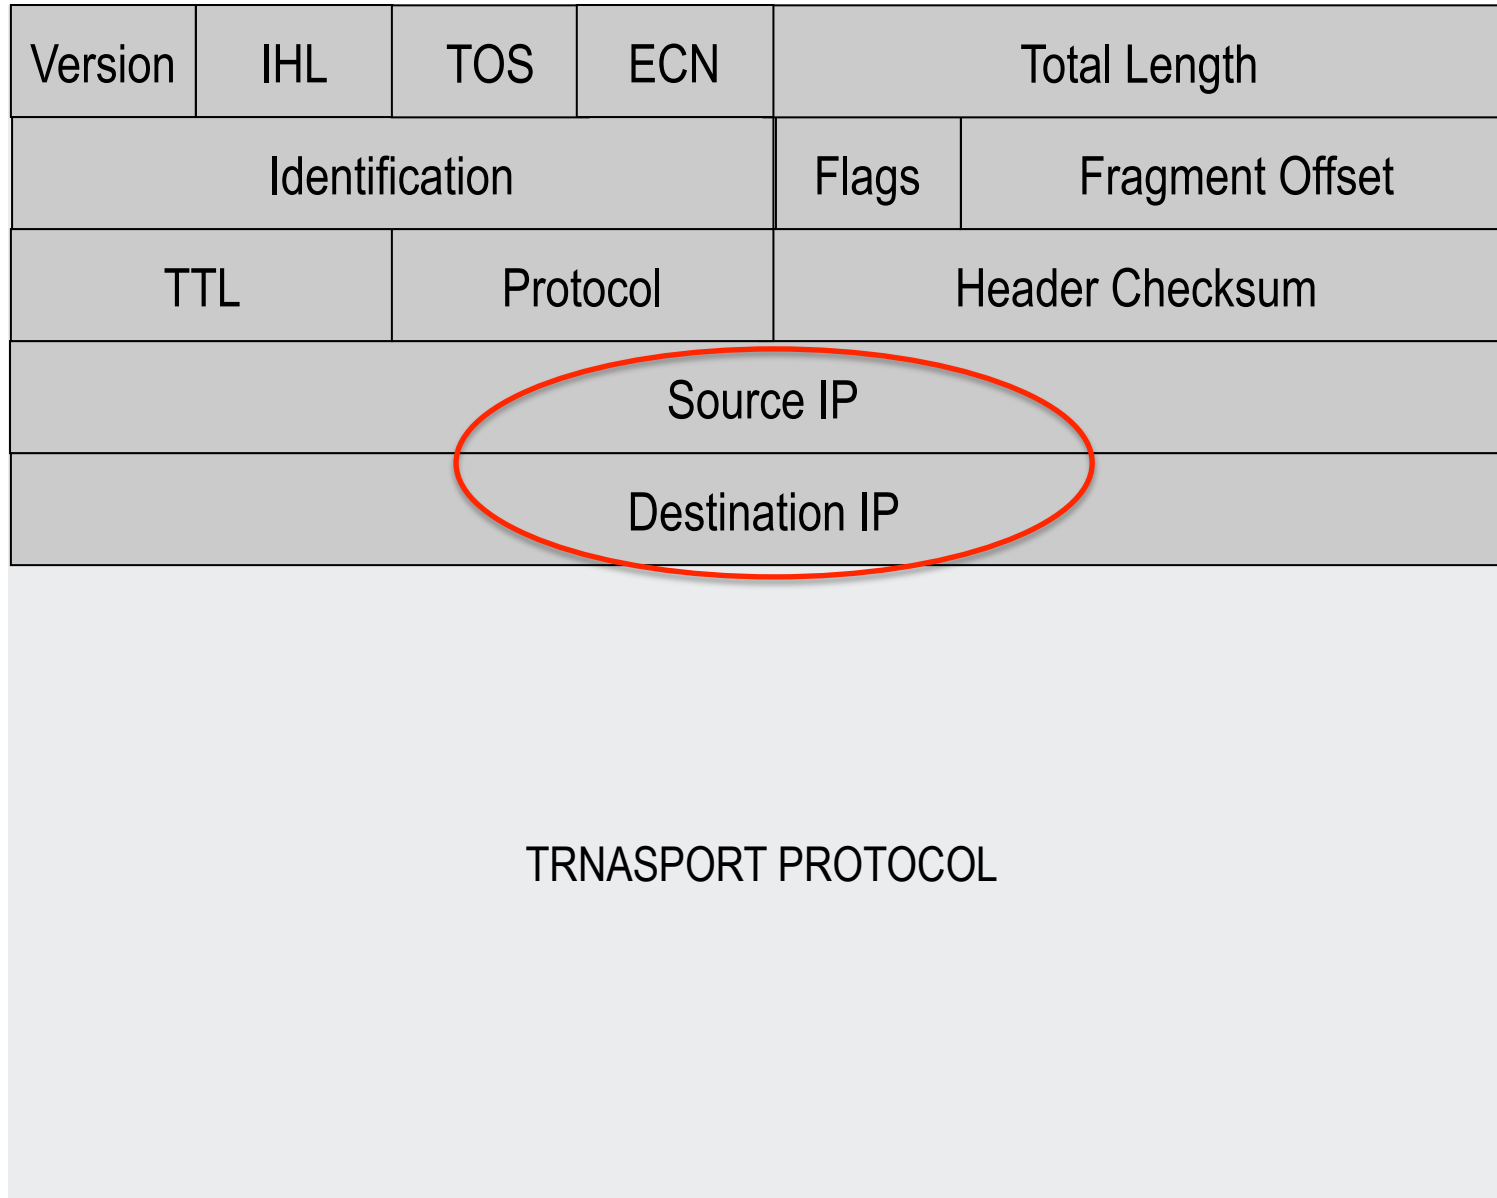 Version IHL TOS ECN Total Length
Identification Flags Fragment Offset
TTL Protocol Header Checksum
Source IP
Destination IP
TRNASPORT PROTOCOL